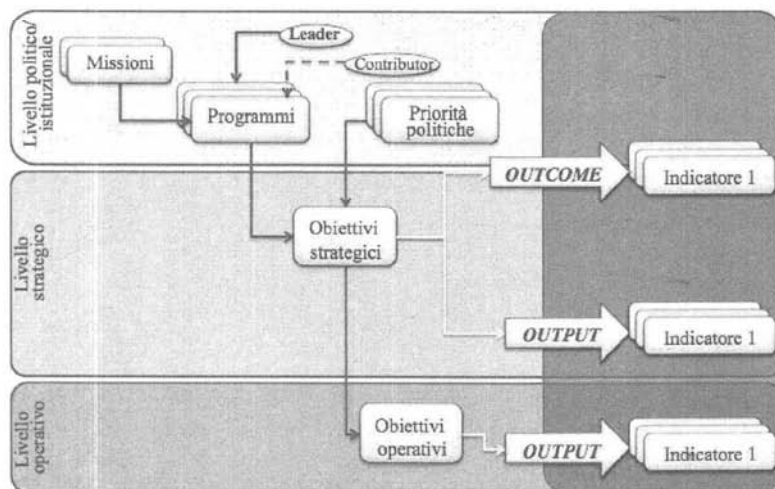 Livello politico/
istituzionale
Missioni
Leader
Contributor
Programmi
Priorità
politiche
OUTCOME
Indicatore 1
Livello
strategico
Obiettivi
strategici
OUTPUT
Indicatore 1
Livello
operativo
Obiettivi
operativi
OUTPUT
Indicatore 1